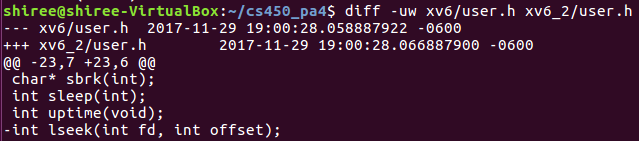 shiree@shiree-VirtualBox:~/cs450_pa4$ diff -uw xv6/user.h xv6_2/user.h
--- xv6/user.h  2017-11-29 19:00:28.058887922 -0600
+++ xv6_2/user.h        2017-11-29 19:00:28.066887900 -0600
@@ -23,7 +23,6 @@
 char* sbrk(int);
 int sleep(int);
 int uptime(void);
-int lseek(int fd, int offset);